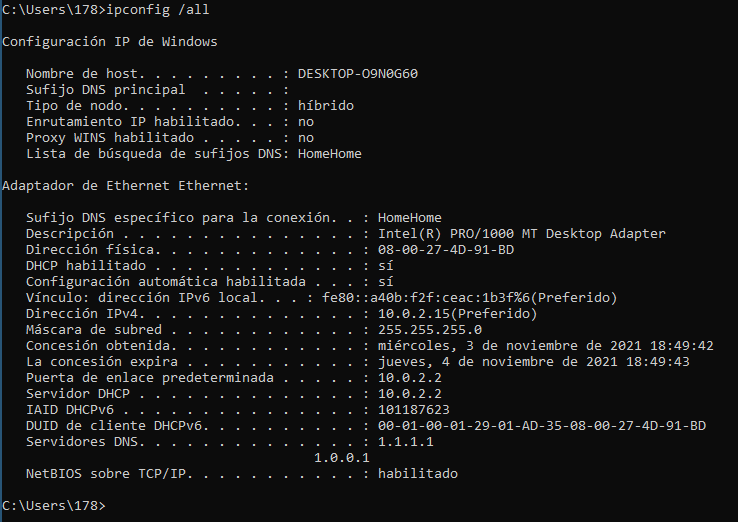 C:\Users\178>ipconfig /all
Configuración IP de Windows
Nombre de host. . . . . . . . . : DESKTOP-O9N0G60
Sufijo DNS principal  . . . . . :
Tipo de nodo. . . . . . . . . . : híbrido
Enrutamiento IP habilitado. . . : no
Proxy WINS habilitado . . . . . : no
Lista de búsqueda de sufijos DNS: HomeHome
Adaptador de Ethernet Ethernet:
Sufijo DNS específico para la conexión. . : HomeHome
Descripción . . . . . . . . . . . . . . . : Intel(R) PRO/1000 MT Desktop Adapter
Dirección física. . . . . . . . . . . . . : 08-00-27-4D-91-BD
DHCP habilitado . . . . . . . . . . . . . : sí
Configuración automática habilitada . . . : sí
Vínculo: dirección IPv6 local. . . : fe80::a40b:f2f:ceac:1b3f%6(Preferido)
Dirección IPv4. . . . . . . . . . . . . . : 10.0.2.15(Preferido)
Máscara de subred . . . . . . . . . . . . : 255.255.255.0
Concesión obtenida. . . . . . . . . . . . : miércoles, 3 de noviembre de 2021 18:49:42
La concesión expira . . . . . . . . . . . : jueves, 4 de noviembre de 2021 18:49:43
Puerta de enlace predeterminada . . . . . : 10.0.2.2
Servidor DHCP . . . . . . . . . . . . . . : 10.0.2.2
IAID DHCPv6 . . . . . . . . . . . . . . . : 101187623
DUID de cliente DHCPv6. . . . . . . . . . : 00-01-00-01-29-01-AD-35-08-00-27-4D-91-BD
Servidores DNS. . . . . . . . . . . . . . : 1.1.1.1
1.0.0.1
NetBIOS sobre TCP/IP. . . . . . . . . . . : habilitado
C:\Users\178>